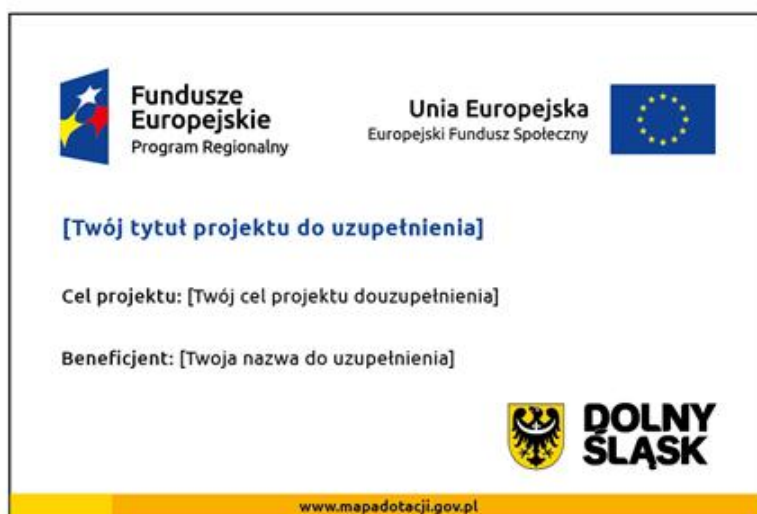 Fundusze
Europejskie
Program Regionalny
Unia Europejska
Europejski Fundusz Społeczny
[Twój tytuł projektu do uzupełnienia]
Cel projektu: [Twój cel projektu douzupełnienia]
Beneficjent: [Twoja nazwa do uzupełnienia]
DOLNY
ŚLĄSK
www.mapadotacji.gov.pl